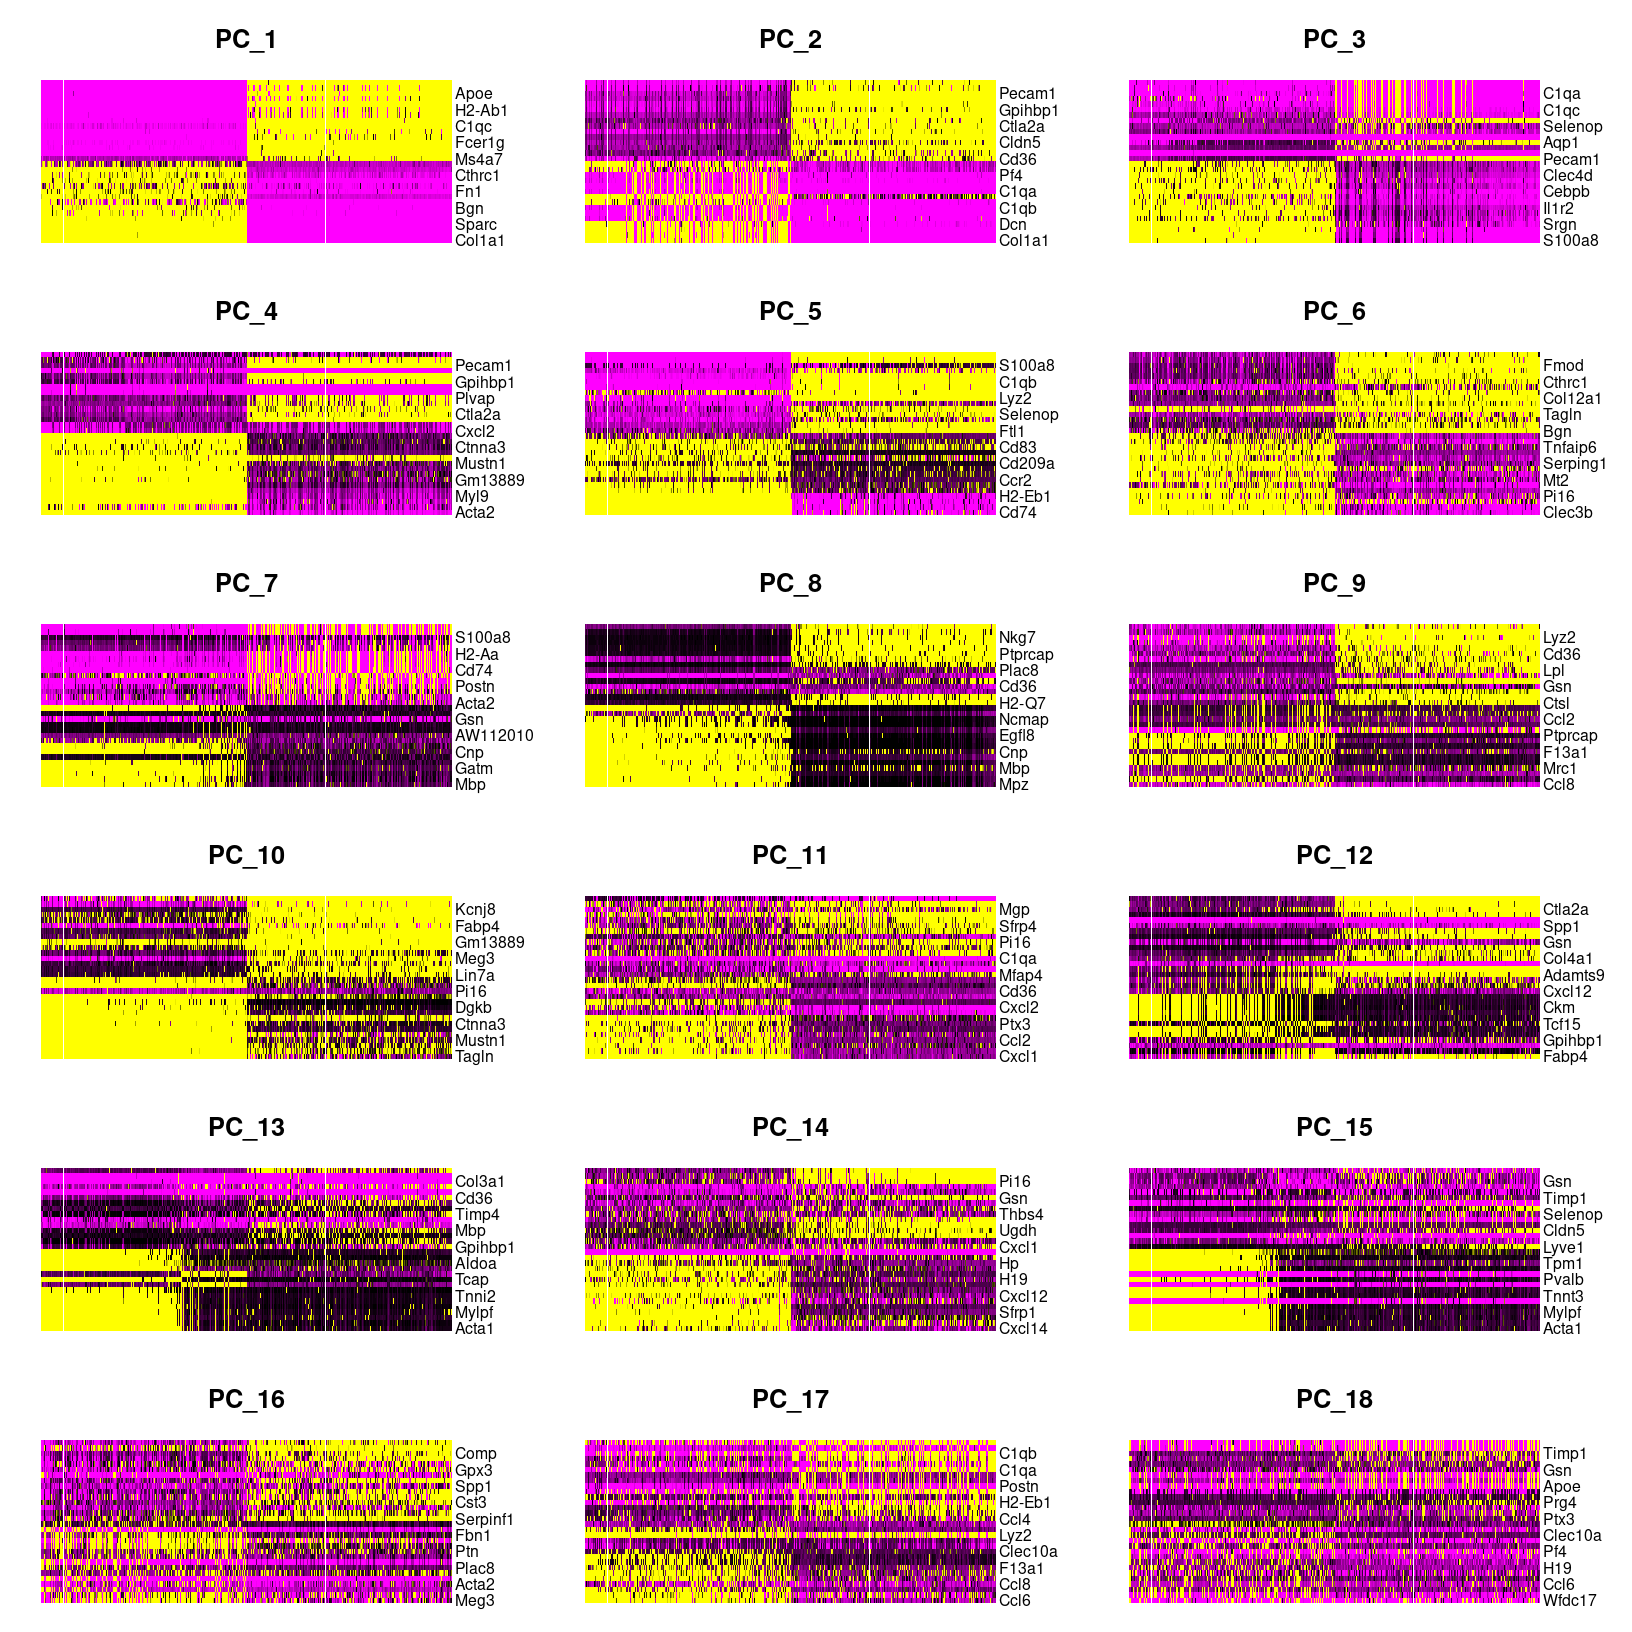 PC_1
Apoe
H2-Ab1
C1qc
Fcer1g
Ms4a7
Cthrc1
Fn1
Bgn
Sparc
Col1a1
PC_2
Pecam1
Gpihbp1
Ctla2a
Cldn5
Cd36
Pf4
C1qa
C1qb
Dcn
Col1a1
PC_3
C1qa
C1qc
Selenop
Aqp1
Pecam1
Clec4d
Cebpb
Il1r2
Srgn
S100a8
PC_4
Pecam1
Gpihbp1
Plvap
Ctla2a
Cxcl2
Ctnna3
Mustn1
Gm13889
Myl9
Acta2
PC_5
S100a8
C1qb
Lyz2
Selenop
Ftl1
Cd83
Cd209a
Ccr2
H2-Eb1
Cd74
PC_6
Fmod
Cthrc1
Col12a1
Tagln
Bgn
Tnfaip6
Serping1
Mt2
Pi16
Clec3b
PC_7
S100a8
H2-Aa
Cd74
Postn
Acta2
Gsn
AW112010
Cnp
Gatm
Mbp
PC_8
Nkg7
Ptprcap
Plac8
Cd36
H2-Q7
Ncmap
Egfl8
Cnp
Mbp
Mpz
PC_9
Lyz2
Cd36
Lpl
Gsn
Ctsl
Ccl2
Ptprcap
F13a1
Mrc1
Ccl8
PC_10
Kcnj8
Fabp4
Gm13889
Meg3
Lin7a
Pi16
Dgkb
Ctnna3
Mustn1
Tagln
PC_11
Mgp
Sfrp4
Pi16
C1qa
Mfap4
Cd36
Cxcl2
Ptx3
Ccl2
Cxcl1
PC_12
Ctla2a
Spp1
Gsn
Col4a1
Adamts9
Cxcl12
Ckm
Tcf15
Gpihbp1
Fabp4
PC_13
Col3a1
Cd36
Timp4
Mbp
Gpihbp1
Aldoa
Tcap
Tnni2
Mylpf
Acta1
PC_14
Pi16
Gsn
Thbs4
Ugdh
Cxcl1
Hp
H19
Cxcl12
Sfrp1
Cxcl14
PC_15
Gsn
Timp1
Selenop
Cldn5
Lyve1
Tpm1
Pvalb
Tnnt3
Mylpf
Acta1
PC_16
Comp
Gpx3
Spp1
Cst3
Serpinf1
Fbn1
Ptn
Plac8
Acta2
Meg3
PC_17
C1qb
C1qa
Postn
H2-Eb1
Ccl4
Lyz2
Clec10a
F13a1
Ccl8
Ccl6
PC_18
Timp1
Gsn
Apoe
Prg4
Ptx3
Clec10a
Pf4
H19
Ccl6
Wfdc17